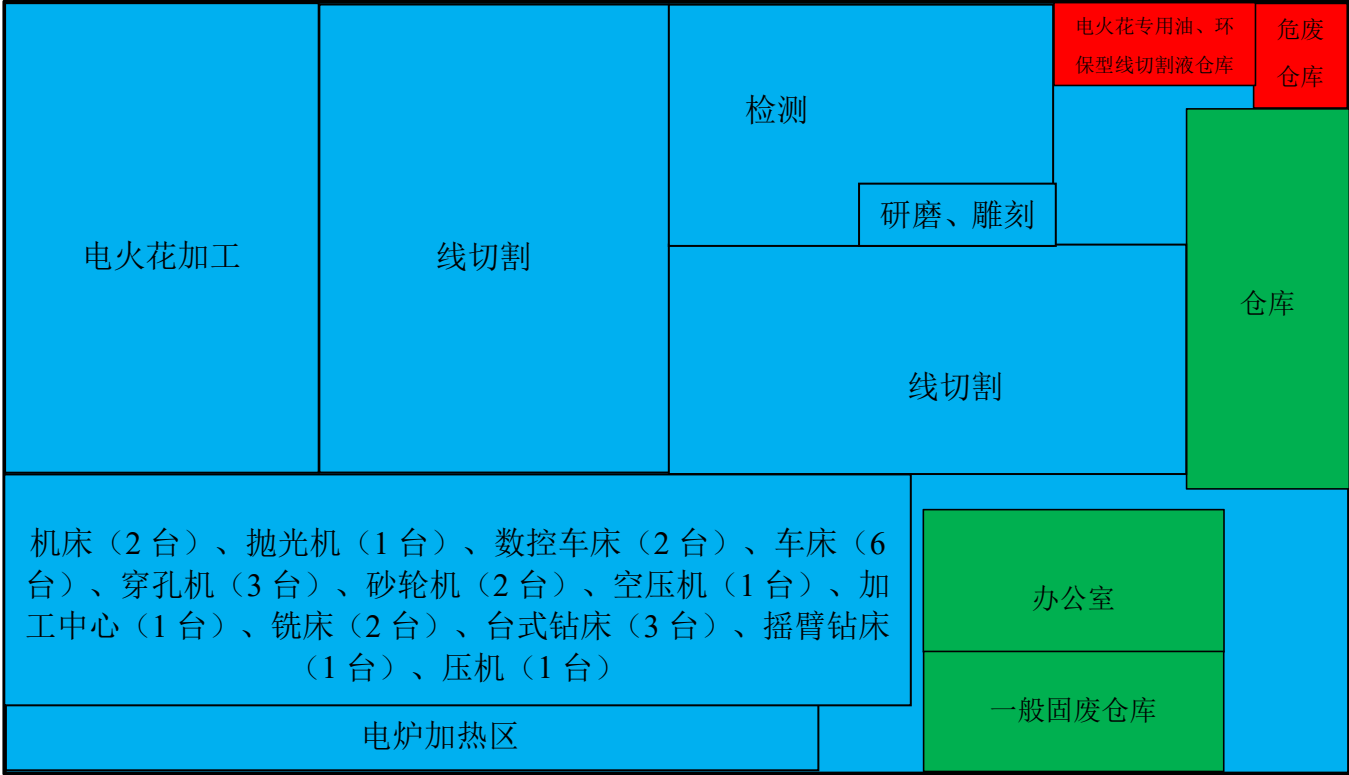 电火花专用油、环
保型线切割液仓库
危废
仓库
检测
研磨、雕刻
电火花加工
线切割
仓库
线切割
机床（2 台）、抛光机（1 台）、数控车床（2 台）、车床（6
台）、穿孔机（3 台）、砂轮机（2 台）、空压机（1 台）、加
工中心（1 台）、铣床（2 台）、台式钻床（3 台）、摇臂钻床
（1 台）、压机（1 台）
办公室
一般固废仓库
电炉加热区